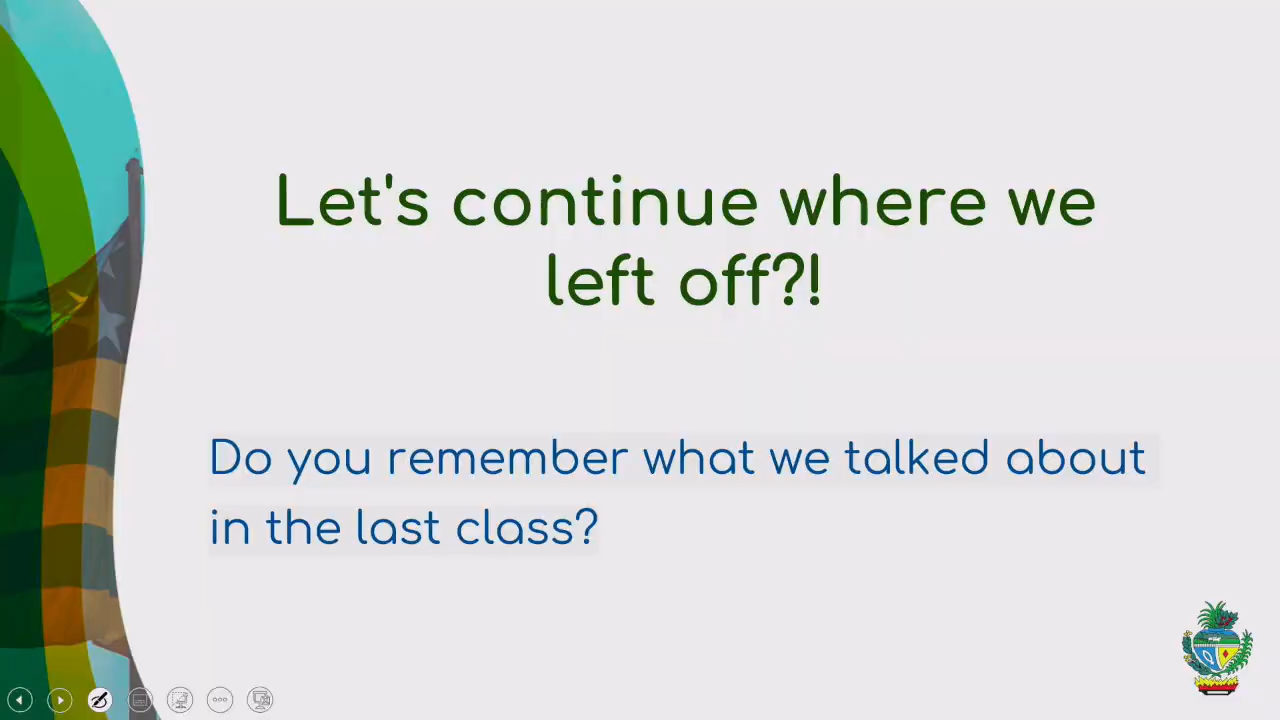 Let's continue where we
left off?!
Do you remember what we talked about
in the last class?